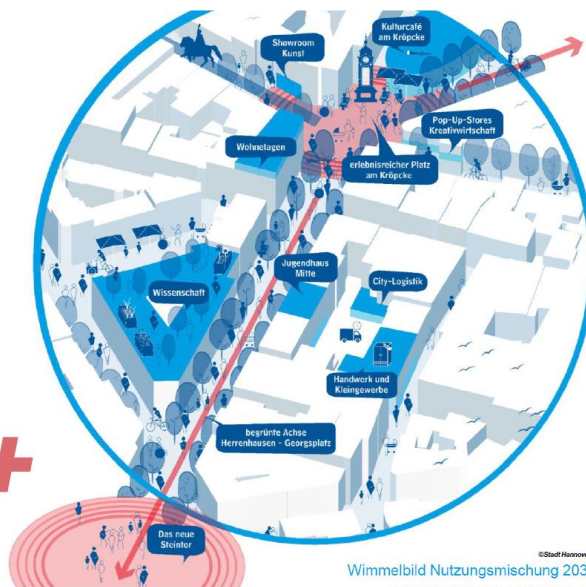 Kulturcafé
am Kröpcke
Showroom
Kunst
Pop-Up-Stores
Kreativwirtschaft
Wohnelagen
erlebnisreicher Platz
am Kröpcke
Jugendhaus
Mitte
City-Logistik
Wissenschaft
Handwerk und
Kleingewerbe
begrünte Achse
Herrenhausen – Georgsplatz
+
Das neue
Steintor
©Stadt Hannov
Wimmelbild Nutzungsmischung 203